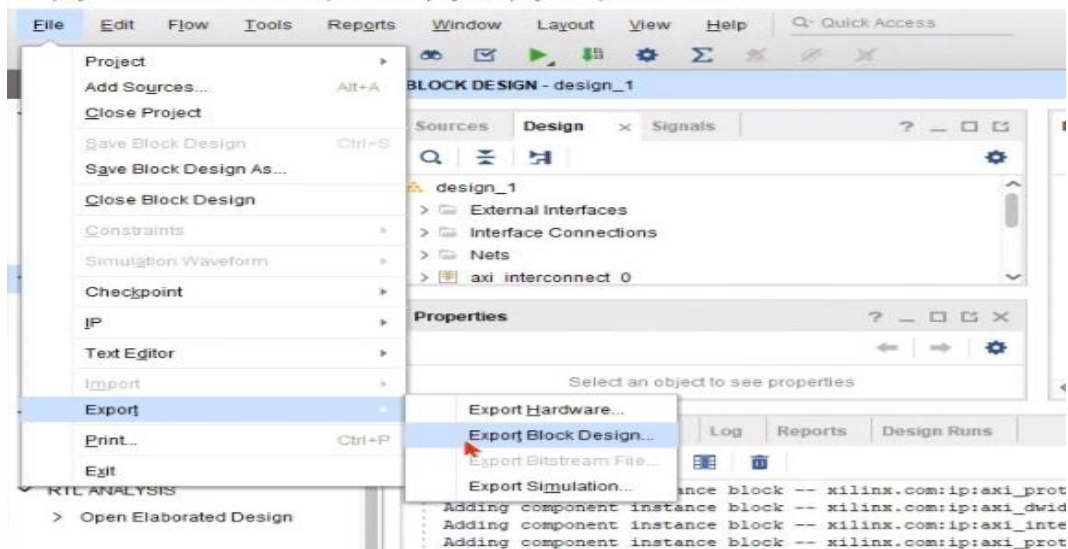 File Edit Flow Tools Reports Window Layout View Help Q- Quick Access
Project
Add Sources... Alt+A
Close Project
Save Block Design Ctrl+S
Save Block Design As...
Close Block Design
Constraints
Simulation Waveform
Checkpoint
IP
Text Editor
Import
Export
Print... Ctrl+P
Exit
BLOCK DESIGN - design_1
Sources Design Signals
design_1
External Interfaces
Interface Connections
Nets
axi_interconnect_0
Properties
Select an object to see properties
Export Hardware...
Export Block Design...
Export Bitstream File...
Export Simulation...
Log Reports Design Runs
RTL ANALYSIS
Open Elaborated Design
nce block -- xilinx.com:ip:axi_prot
Adding component instance block -- xilinx.com:ip:axi_dwid
Adding component instance block -- xilinx.com:ip:axi_inte
Adding component instance block -- xilinx.com:ip:axi_prot